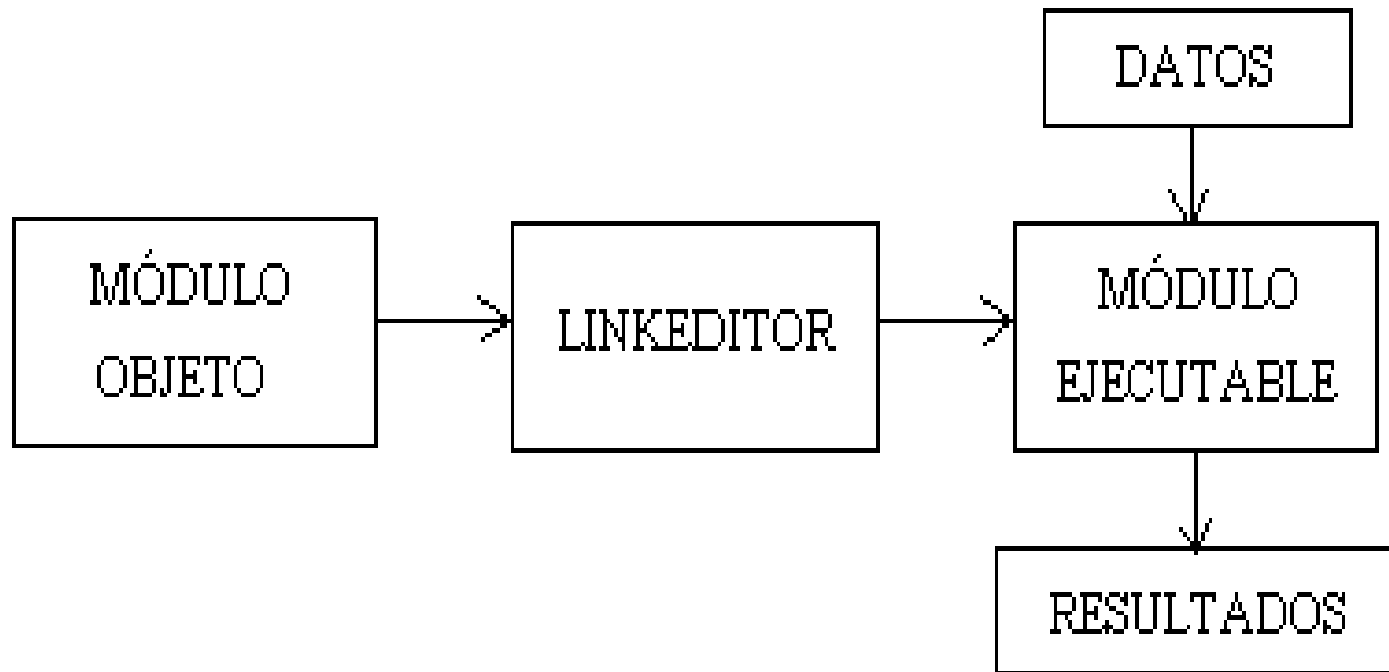 DATOS
MÓDULO
OBJETO
LINKEDITOR
MÓDULO
EJECUTABLE
RESULTADOS